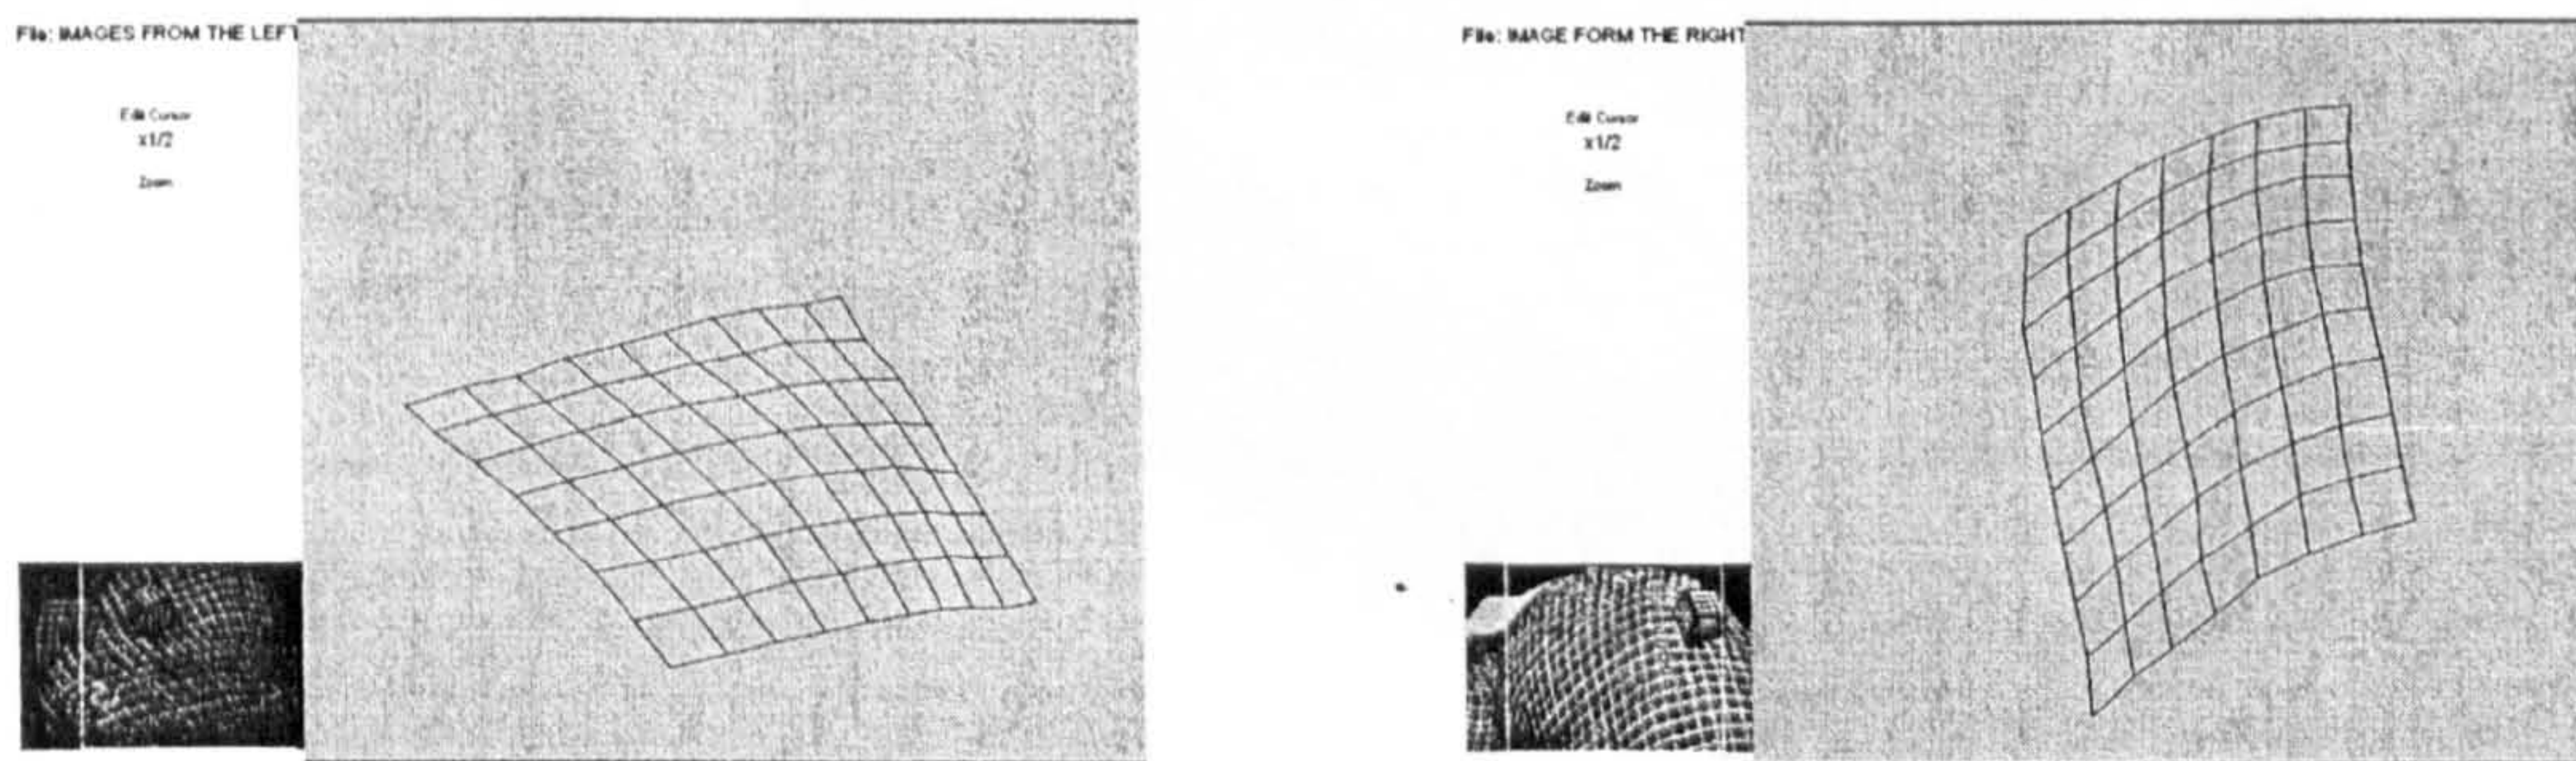 File: IMAGES FROM THE LEFT
Edit Cursor
x1/2
Zoom
File: IMAGE FORM THE RIGHT
Edit Cursor
x1/2
Zoom